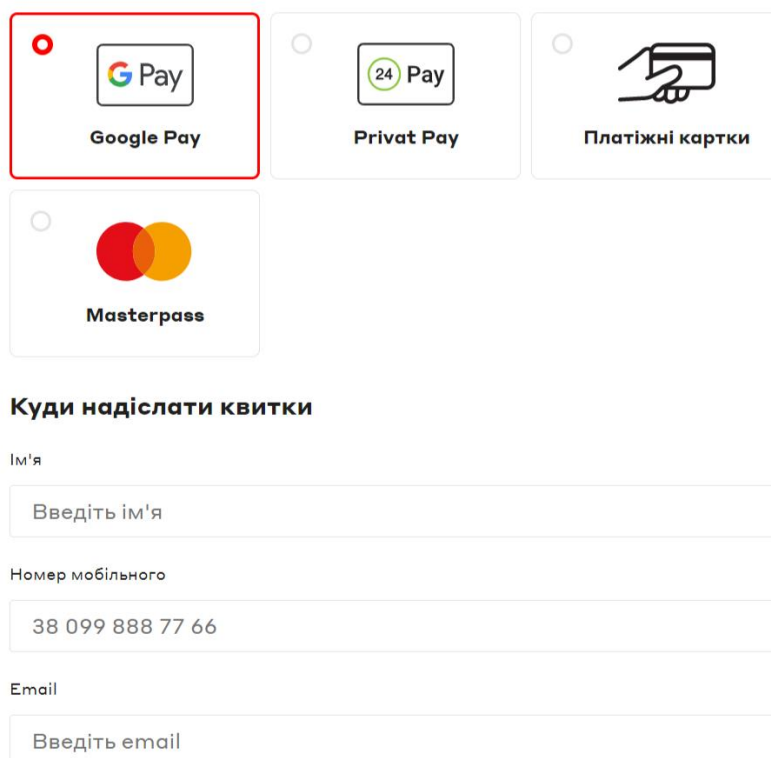 G Pay
24 Pay
Google Pay
Privat Pay
Платіжні картки
Masterpass
Куди надіслати квитки
Ім'я
Введіть ім'я
Номер мобільного
38 099 888 77 66
Email
Введіть email